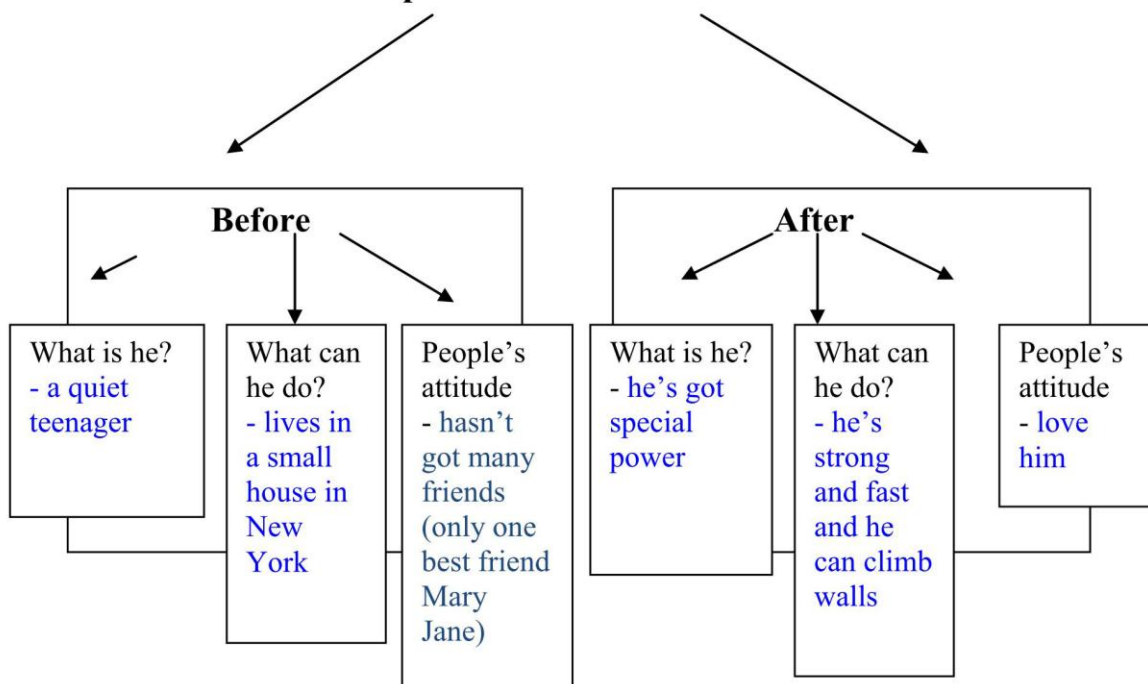 Before
After
What is he?
- a quiet
teenager
What can
he do?
- lives in
a small
house in
New
York
People’s
attitude
- hasn’t
got many
friends
(only one
best friend
Mary
Jane)
What is he?
- he’s got
special
power
What can
he do?
- he’s
strong
and fast
and he
can climb
walls
People’s
attitude
- love
him